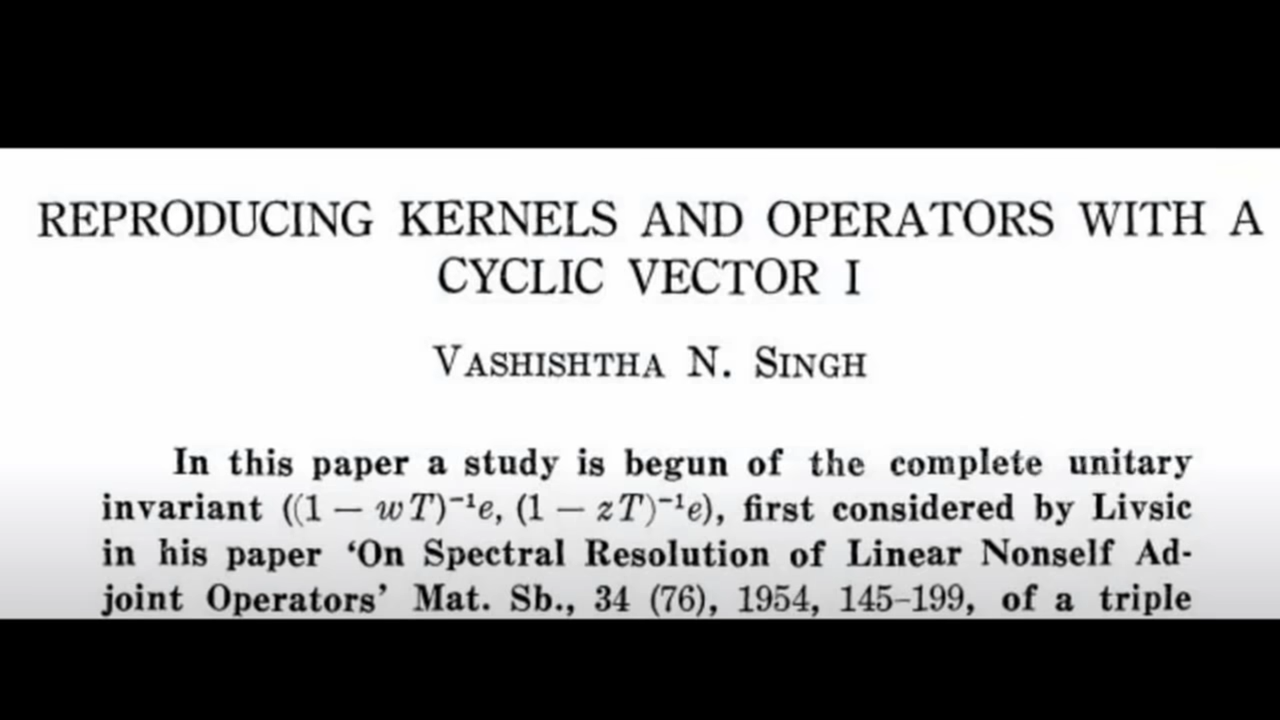 REPRODUCING KERNELS AND OPERATORS WITH A
CYCLIC VECTOR I
VASHISHTHA N. SINGH
In this paper a study is begun of the complete unitary
invariant ((1 − wT)⁻¹e, (1 − zT)⁻¹e), first considered by Livsic
in his paper ‘On Spectral Resolution of Linear Nonself Ad-
joint Operators’ Mat. Sb., 34 (76), 1954, 145–199, of a triple